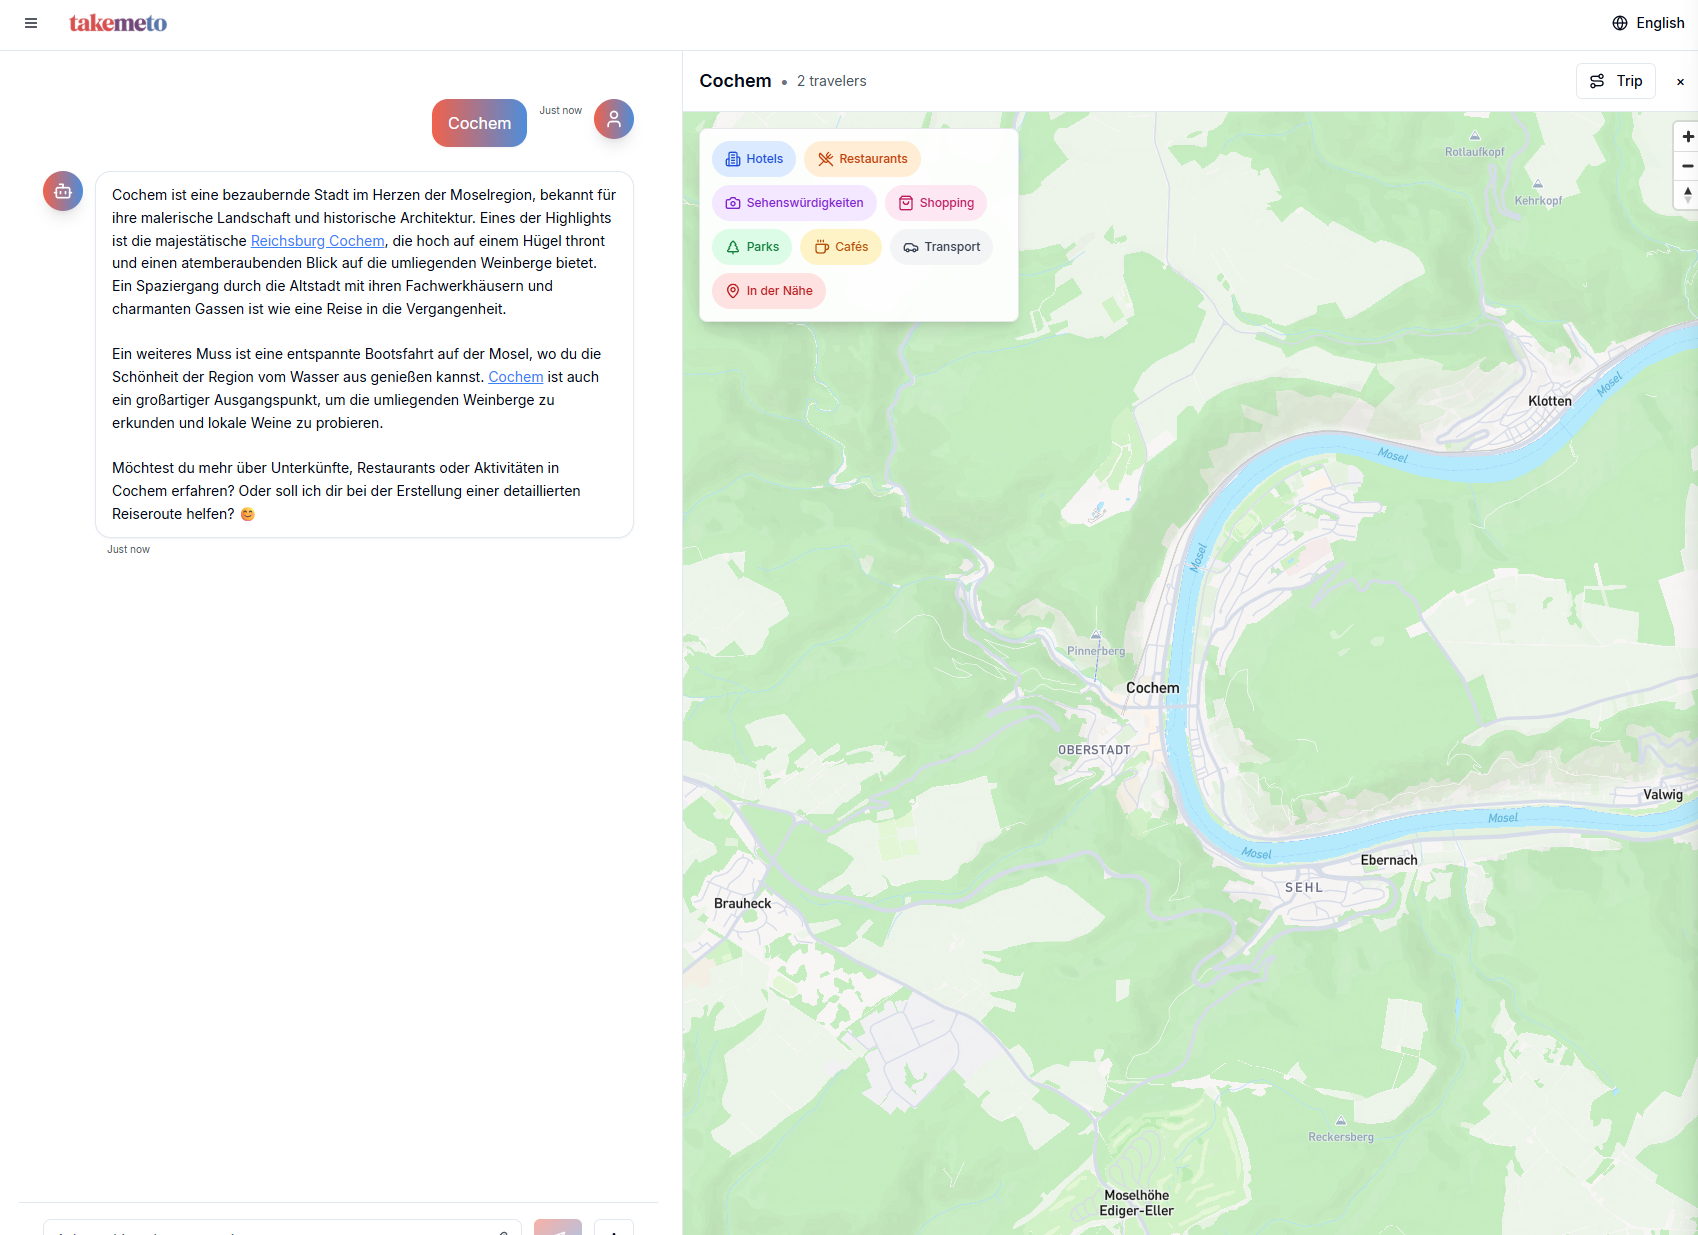 takemeto
English
Cochem
Just now
Cochem ist eine bezaubernde Stadt im Herzen der Moselregion, bekannt für
ihre malerische Landschaft und historische Architektur. Eines der Highlights
ist die majestätische Reichsburg Cochem, die hoch auf einem Hügel thront
und einen atemberaubenden Blick auf die umliegenden Weinberge bietet.
Ein Spaziergang durch die Altstadt mit ihren Fachwerkhäusern und
charmanten Gassen ist wie eine Reise in die Vergangenheit.
Ein weiteres Muss ist eine entspannte Bootsfahrt auf der Mosel, wo du die
Schönheit der Region vom Wasser aus genießen kannst. Cochem ist auch
ein großartiger Ausgangspunkt, um die umliegenden Weinberge zu
erkunden und lokale Weine zu probieren.
Möchtest du mehr über Unterkünfte, Restaurants oder Aktivitäten in
Cochem erfahren? Oder soll ich dir bei der Erstellung einer detaillierten
Reiseroute helfen? 😊
Just now
Cochem • 2 travelers
Trip
×
Hotels
Restaurants
Sehenswürdigkeiten
Shopping
Parks
Cafés
Transport
In der Nähe
Rotlaufkopf
Kehrkopf
Klotten
Mosel
Mosel
Mosel
Pinnerberg
Cochem
OBERSTADT
Valwig
Mosel
Mosel
Ebernach
SEHL
Brauheck
Reckersberg
Moselhöhe
Ediger-Eller